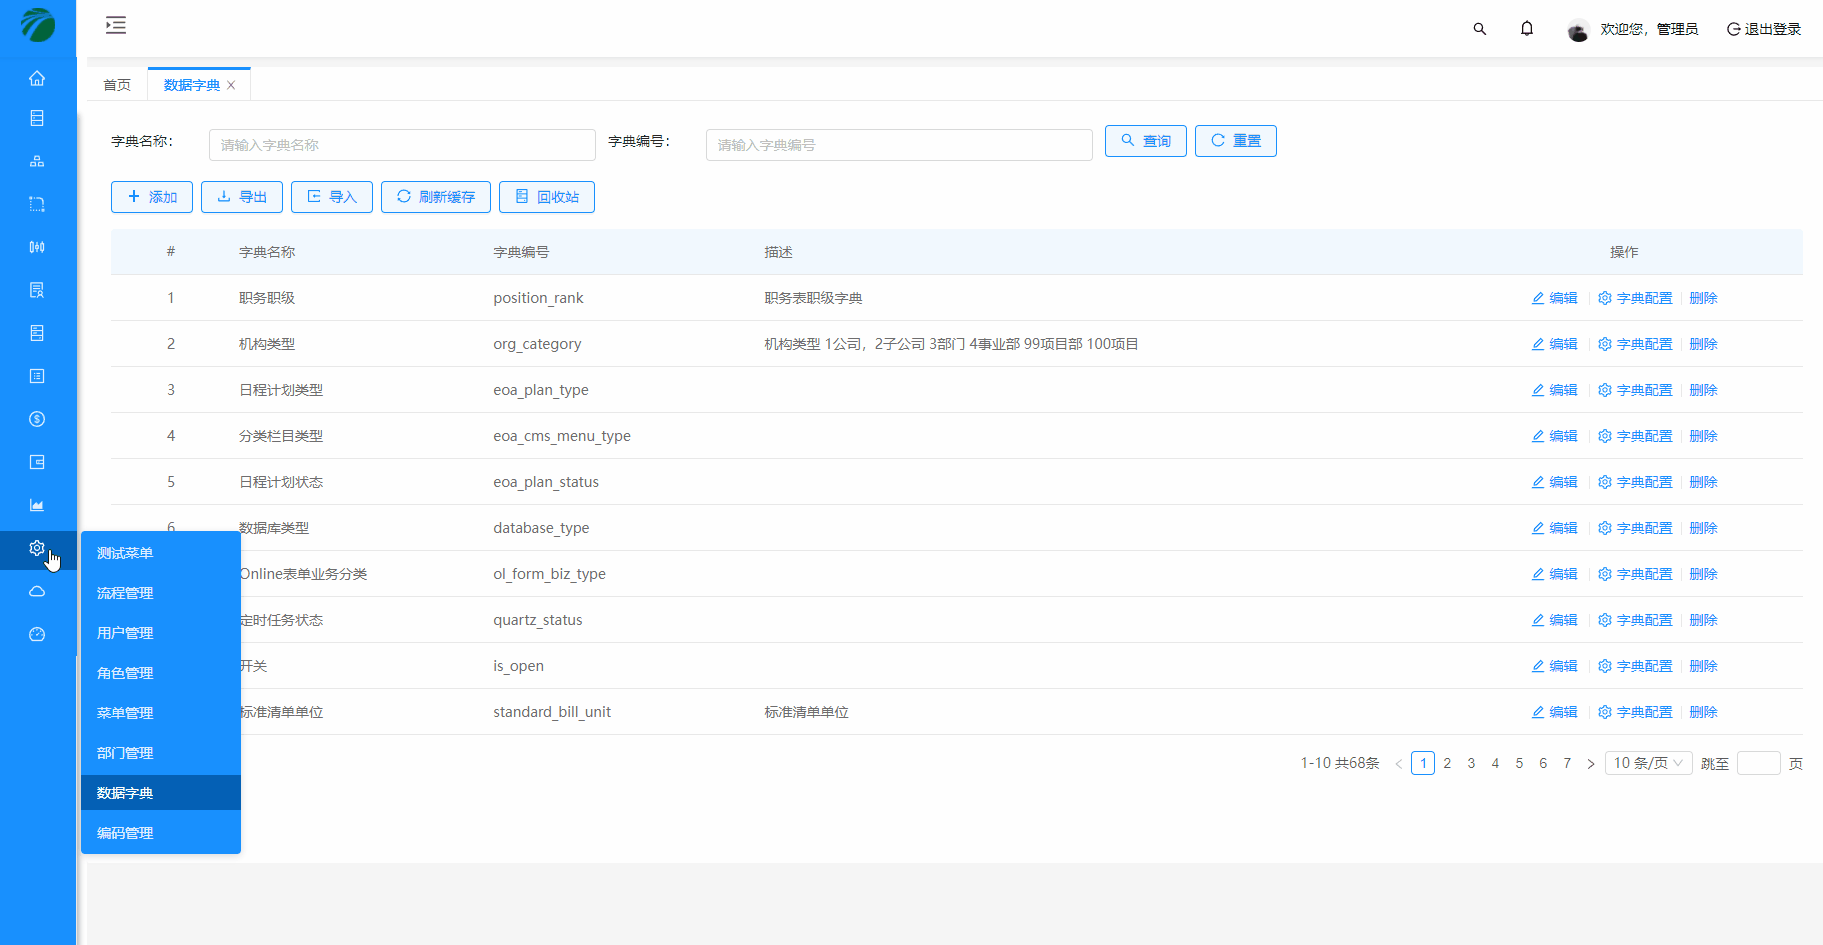 欢迎您，管理员 退出登录
首页 数据字典
字典名称： 请输入字典名称 字典编号： 请输入字典编号 查询 重置
添加 导出 导入 刷新缓存 回收站
# 字典名称 字典编号 描述 操作
1 职务职级 position_rank 职务表职级字典 编辑 字典配置 删除
2 机构类型 org_category 机构类型 1公司，2子公司 3部门 4事业部 99项目部 100项目 编辑 字典配置 删除
3 日程计划类型 eoa_plan_type 编辑 字典配置 删除
4 分类栏目类型 eoa_cms_menu_type 编辑 字典配置 删除
5 日程计划状态 eoa_plan_status 编辑 字典配置 删除
6 数据库类型 database_type 编辑 字典配置 删除
Online表单业务分类 ol_form_biz_type 编辑 字典配置 删除
定时任务状态 quartz_status 编辑 字典配置 删除
开关 is_open 编辑 字典配置 删除
标准清单单位 standard_bill_unit 标准清单单位 编辑 字典配置 删除
1-10 共68条 < 1 2 3 4 5 6 7 > 10 条/页 跳至 页
测试菜单
流程管理
用户管理
角色管理
菜单管理
部门管理
数据字典
编码管理